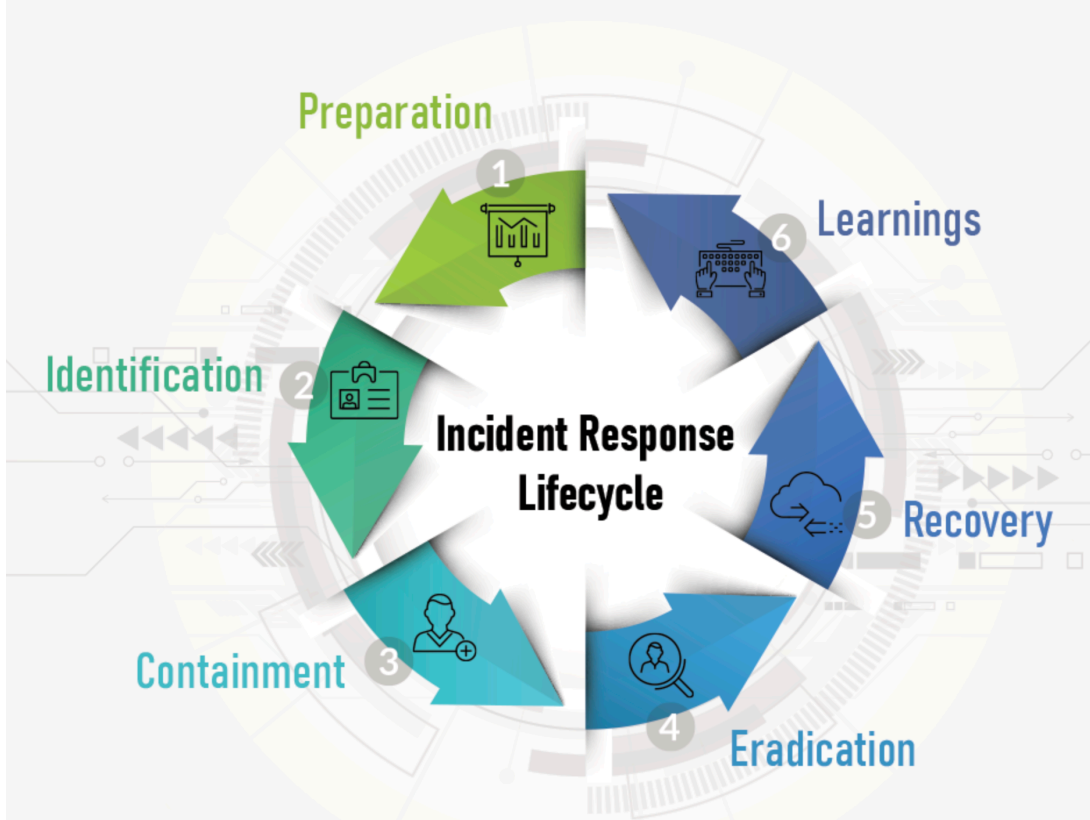 Preparation
1
Identification
2
Containment
3
4
Eradication
5
Recovery
6
Learnings
Incident Response
Lifecycle